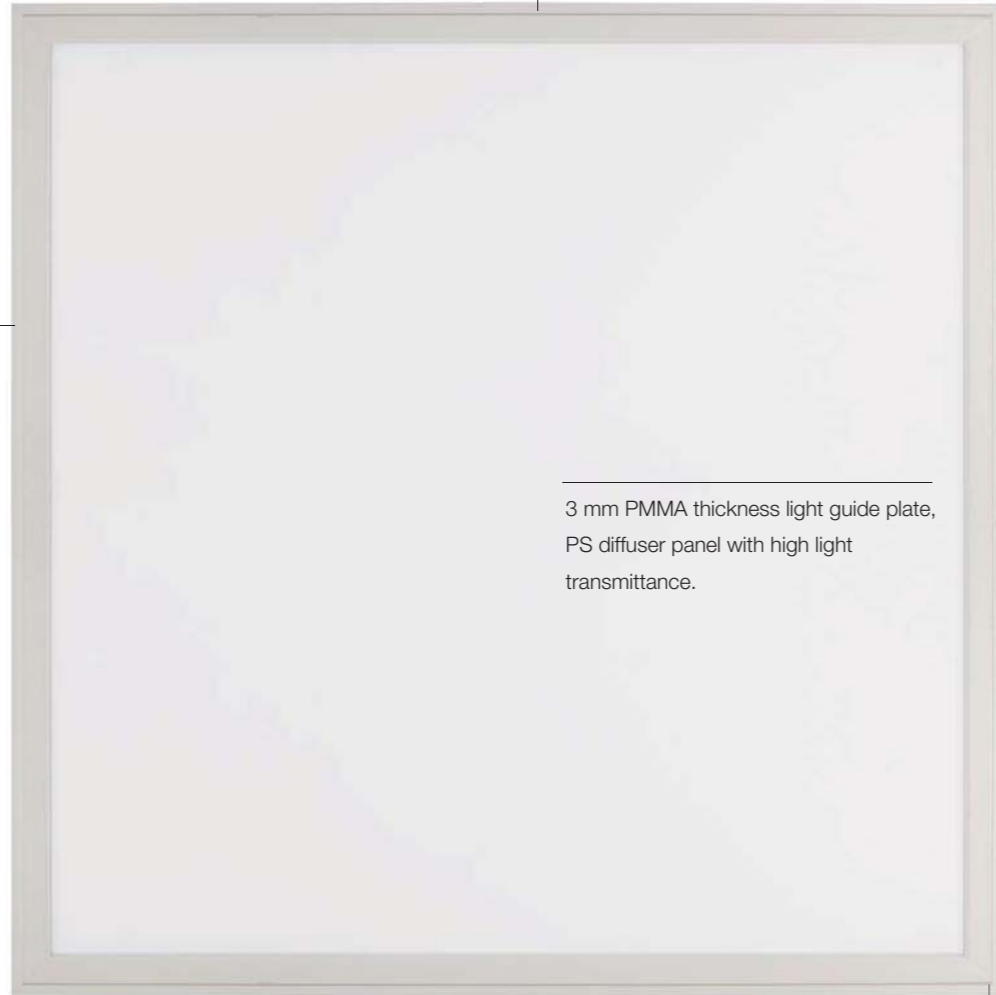 3 mm PMMA thickness light guide plate,
PS diffuser panel with high light
transmittance.